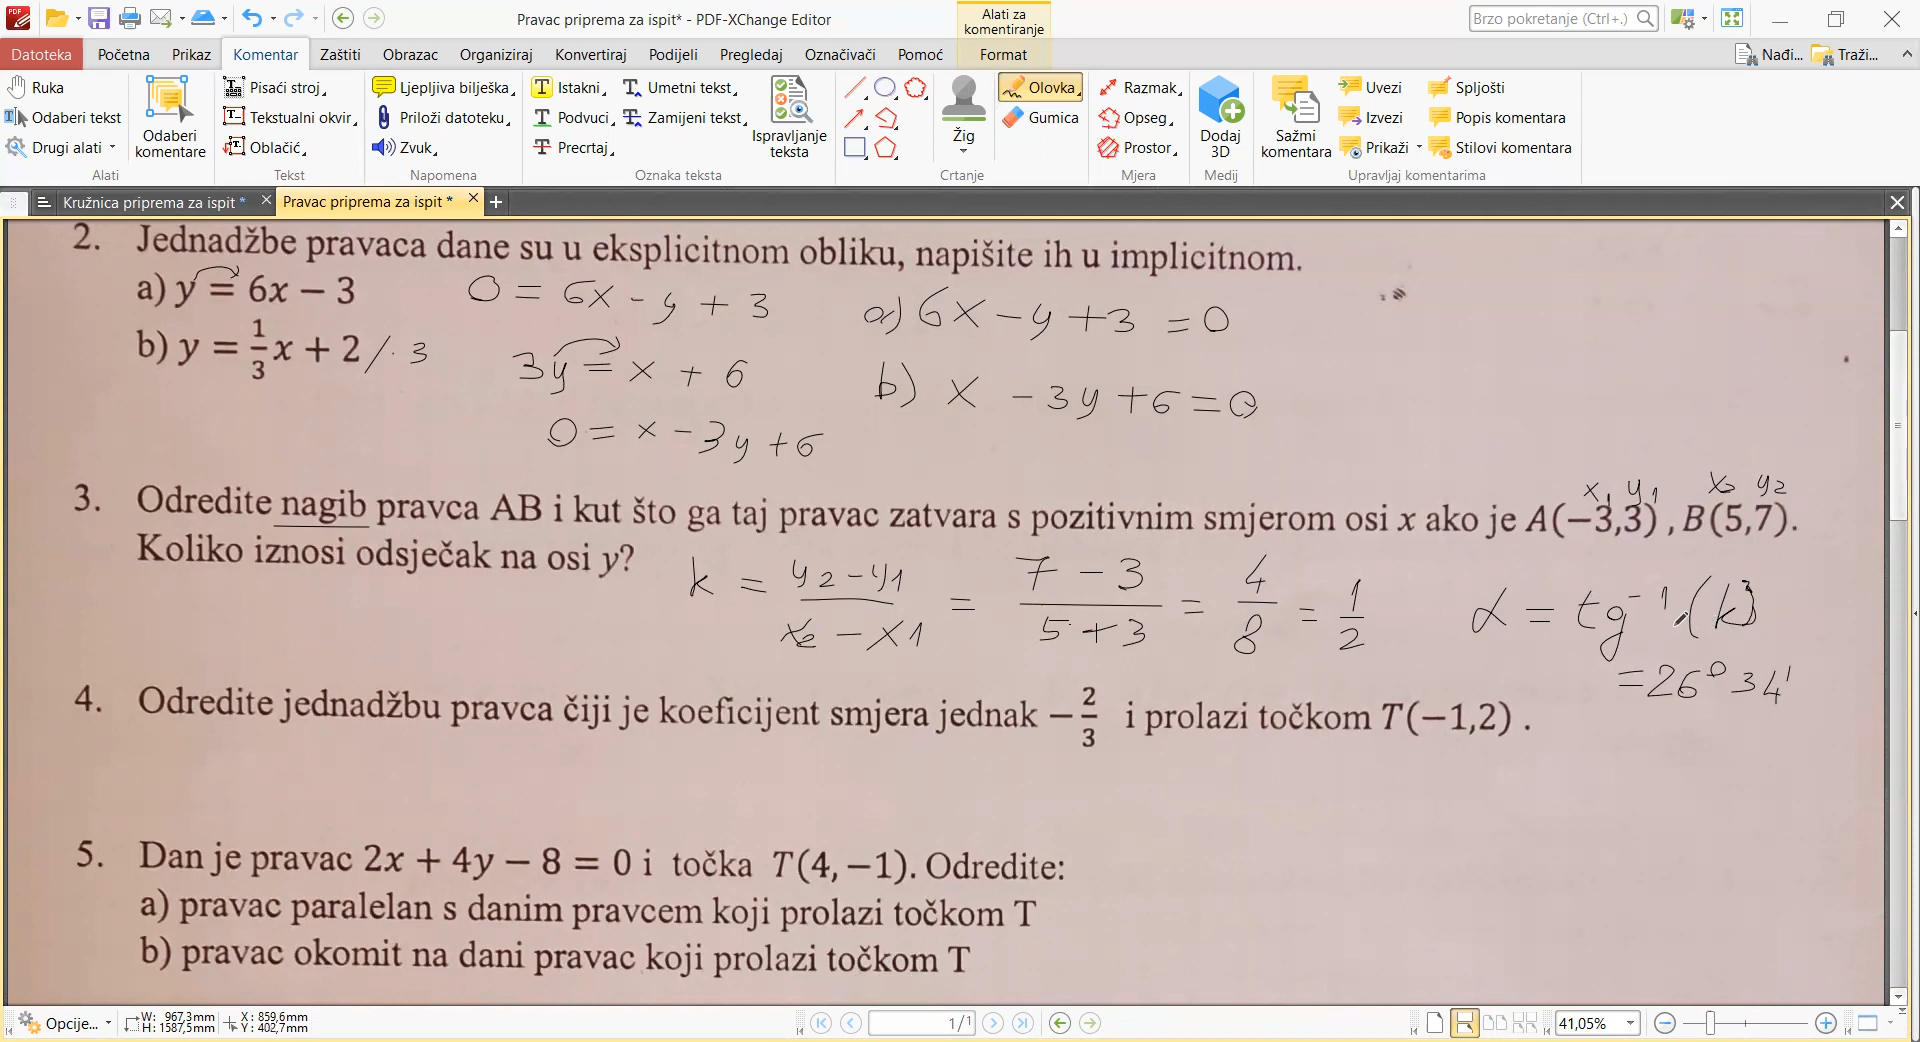 Pravac priprema za ispit* - PDF-XChange Editor
Alati za komentiranje
Brzo pokretanje (Ctrl+.)
Datoteka Početna Prikaz Komentar Zaštiti Obrazac Organiziraj Konvertiraj Podijeli Pregledaj Označivači Pomoć Format Nađi... Traži...
Ruka
Odaberi tekst
Drugi alati
Alati
Odaberi komentare
Pisaći stroj
Tekstualni okvir
Oblačić
Tekst
Ljepljiva bilješka
Priloži datoteku
Zvuk
Napomena
Istakni
Podvuci
Precrtaj
Umetni tekst
Zamijeni tekst
Ispravljanje teksta
Oznaka teksta
Crtanje
Žig
Olovka
Gumica
Razmak
Opseg
Prostor
Mjera
Dodaj 3D
Medij
Sažmi komentara
Uvezi
Izvezi
Prikaži
Spljošti
Popis komentara
Stilovi komentara
Upravljaj komentarima
Kružnica priprema za ispit *
Pravac priprema za ispit *
2. Jednadžbe pravaca dane su u eksplicitnom obliku, napišite ih u implicitnom.
a) y = 6x − 3 0 = 6x - y + 3 a) 6x - y + 3 = 0
b) y = 1/3 x + 2 /·3 3y = x + 6 b) x - 3y + 6 = 0
0 = x - 3y + 6
x1 y1 x2 y2
3. Odredite nagib pravca AB i kut što ga taj pravac zatvara s pozitivnim smjerom osi x ako je A(−3,3) , B(5,7).
Koliko iznosi odsječak na osi y? k = y2 - y1 / x2 - x1 = 7 - 3 / 5 + 3 = 4/8 = 1/2 α = tg⁻¹(k)
= 26° 34'
4. Odredite jednadžbu pravca čiji je koeficijent smjera jednak − 2/3 i prolazi točkom T(−1,2) .
5. Dan je pravac 2x + 4y − 8 = 0 i točka T(4, −1). Odredite:
a) pravac paralelan s danim pravcem koji prolazi točkom T
b) pravac okomit na dani pravac koji prolazi točkom T
Opcije...
W: 967,3mm
H: 1587,5mm
X: 859,6mm
Y: 402,7mm
1/1
41,05%